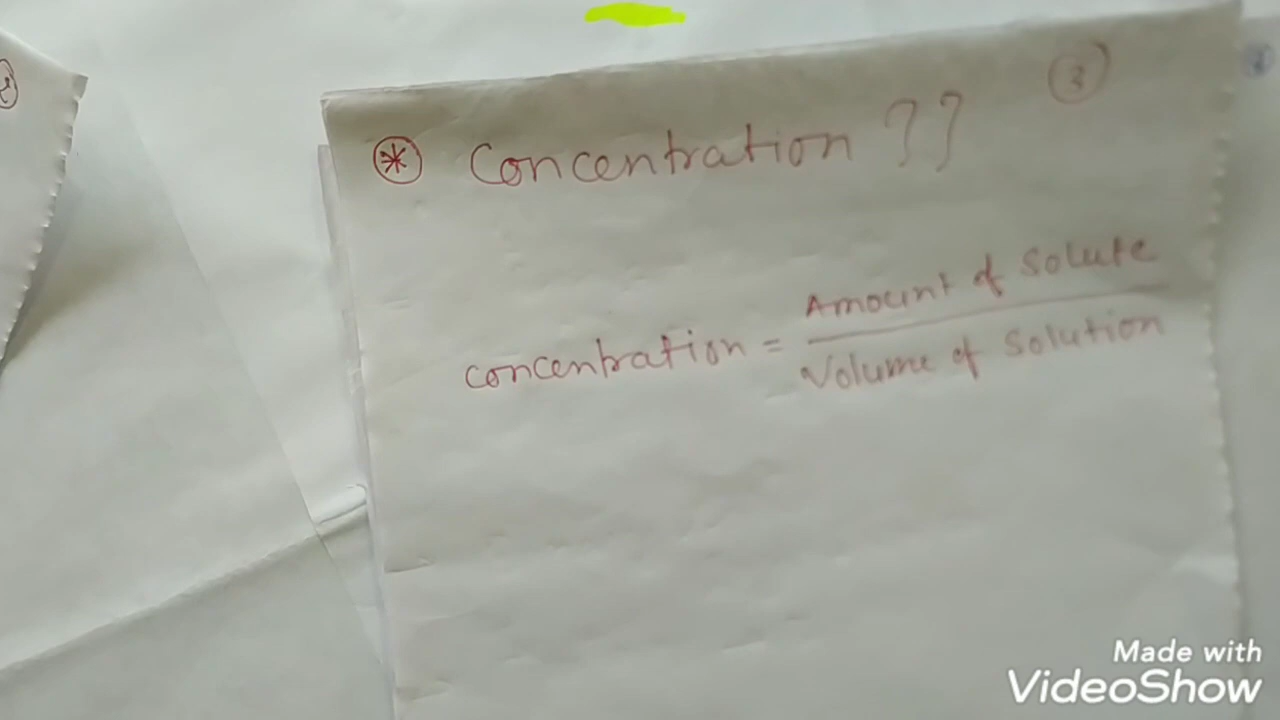 ③
⊛ Concentration ??
concentration = Amount of Solute / Volume of Solution
Made with
VideoShow